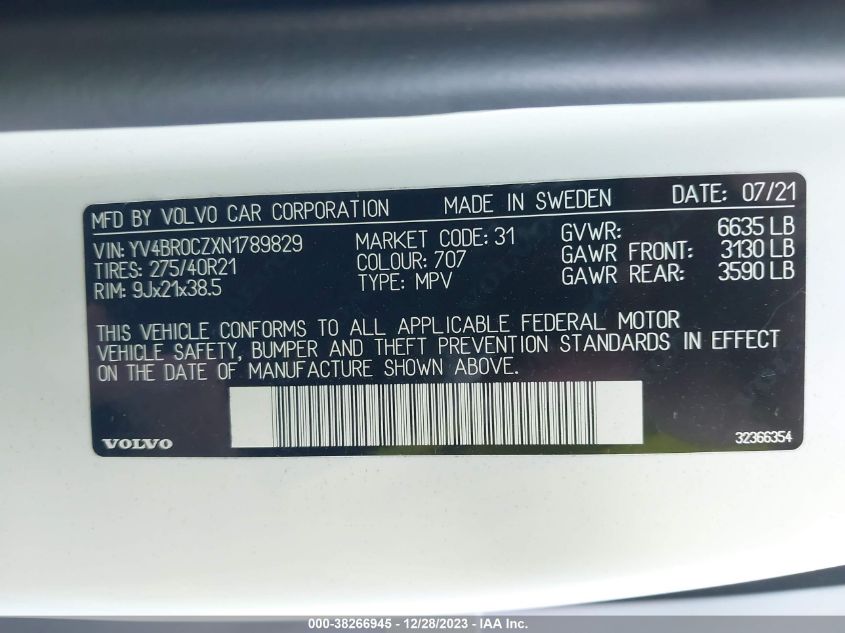 MFD BY VOLVO CAR CORPORATION MADE IN SWEDEN DATE: 07/21
VIN: YV4BR0CZXN1789829 MARKET CODE: 31 GVWR: 6635 LB
TIRES: 275/40R21 COLOUR: 707 GAWR FRONT: 3130 LB
RIM: 9Jx21x38.5 TYPE: MPV GAWR REAR: 3590 LB
THIS VEHICLE CONFORMS TO ALL APPLICABLE FEDERAL MOTOR
VEHICLE SAFETY, BUMPER AND THEFT PREVENTION STANDARDS IN EFFECT
ON THE DATE OF MANUFACTURE SHOWN ABOVE.
VOLVO 32366354
000-38266945 - 12/28/2023 - IAA Inc.